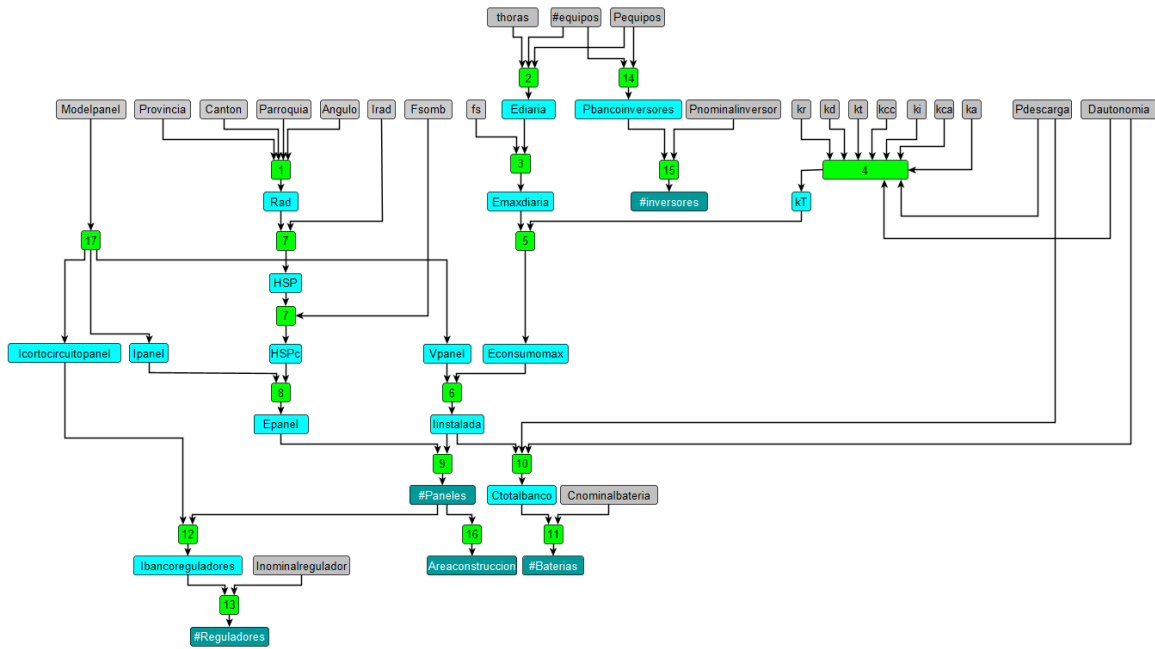 thoras
#equipos
Pequipos
2
14
Modelpanel
Provincia
Canton
Parroquia
Angulo
Irad
Fsomb
fs
Ediaria
Pbancoinversores
Pnominalinversor
kr
kd
kt
kcc
ki
kca
ka
Pdescarga
Dautonomia
1
3
15
4
Rad
Emaxdiaria
#inversores
kT
17
7
5
HSP
7
Icortocircuitopanel
Ipanel
HSPc
Vpanel
Econsumomax
8
6
Epanel
Iinstalada
9
10
#Paneles
Ctotalbanco
Cnominalbateria
12
16
11
Ibancoreguladores
Inominalregulador
Areaconstruccion
#Baterias
13
#Reguladores